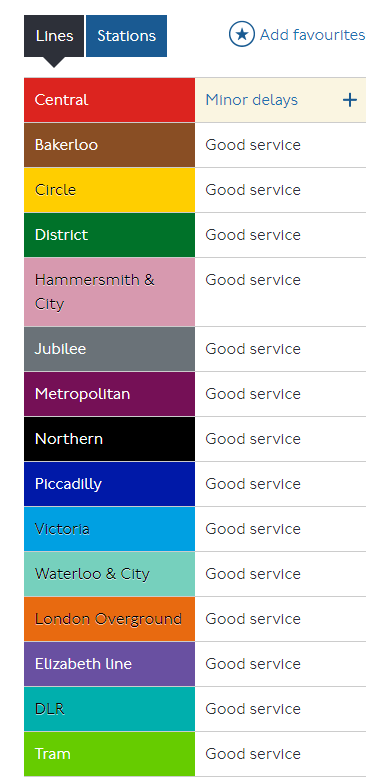 Lines Stations Add favourites
Central Minor delays +
Bakerloo Good service
Circle Good service
District Good service
Hammersmith & Good service
City
Jubilee Good service
Metropolitan Good service
Northern Good service
Piccadilly Good service
Victoria Good service
Waterloo & City Good service
London Overground Good service
Elizabeth line Good service
DLR Good service
Tram Good service